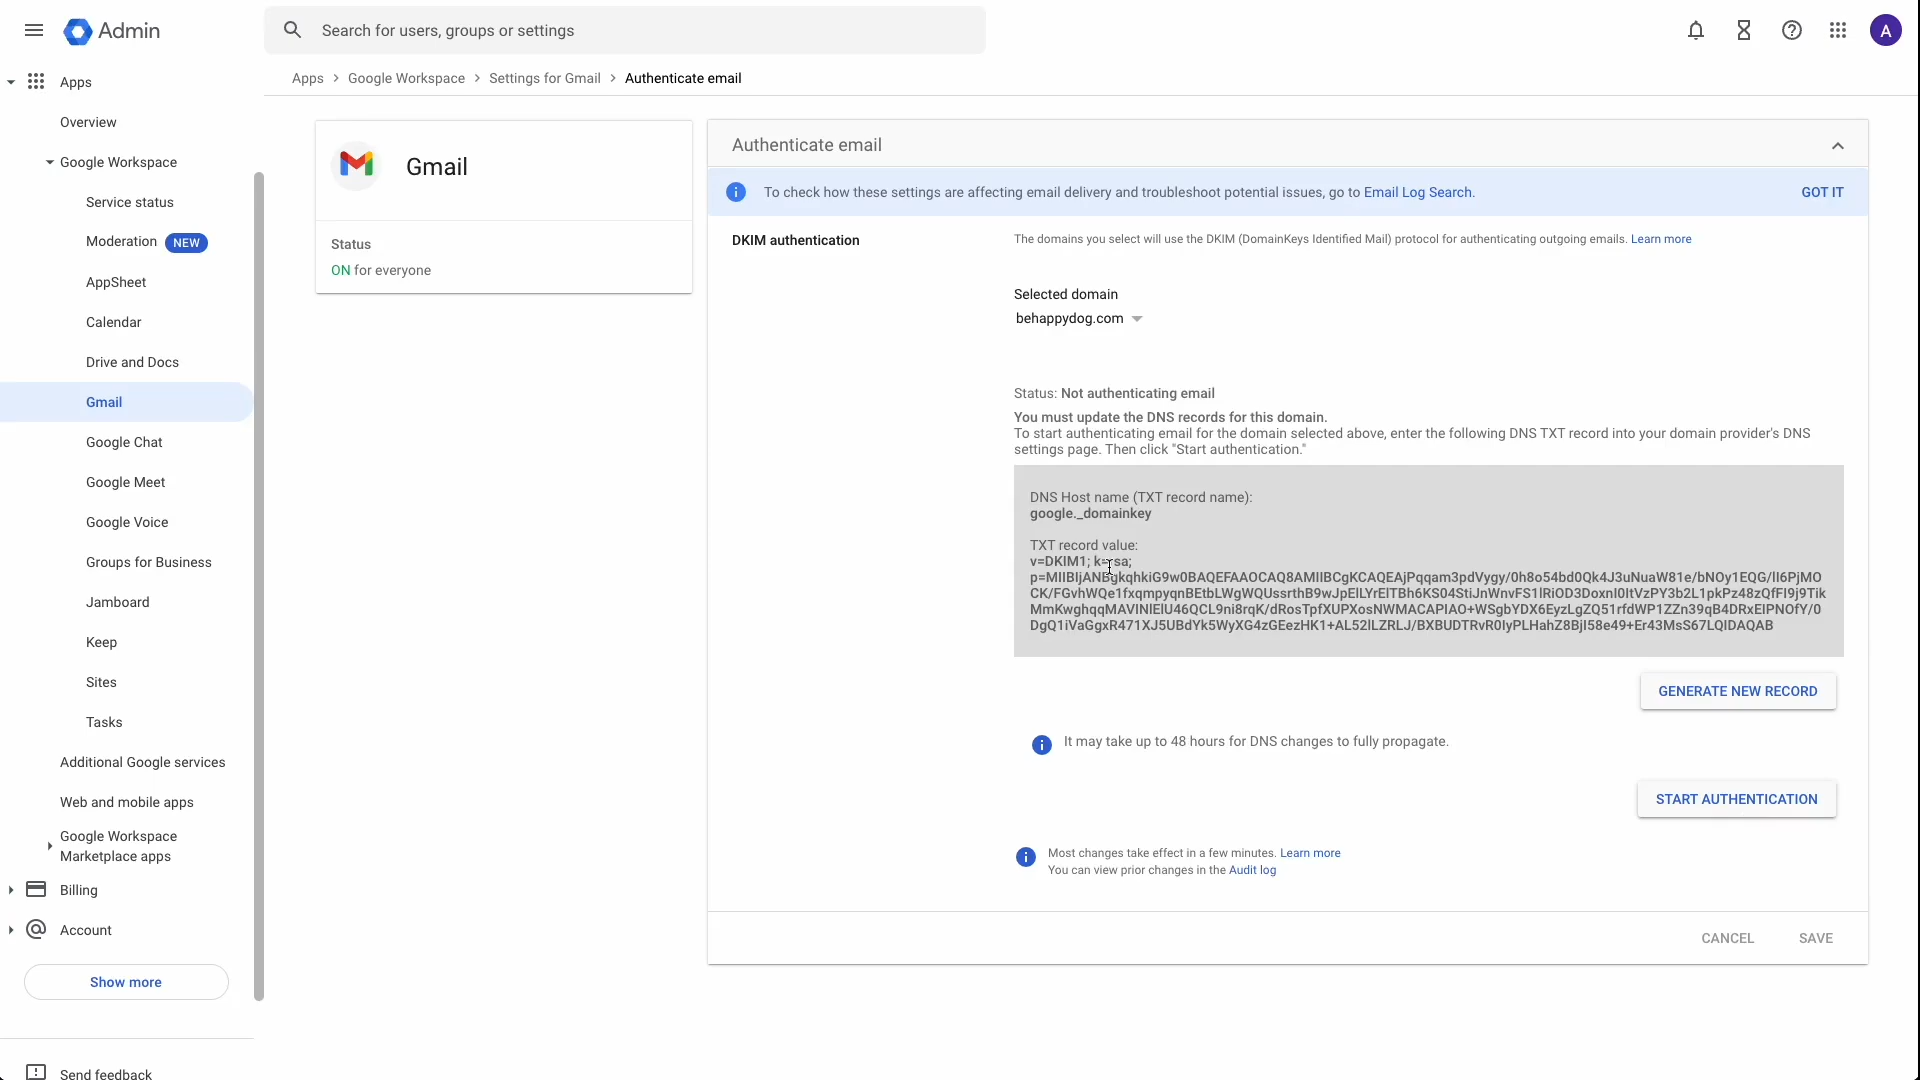 Admin
Search for users, groups or settings
A
Apps
Overview
Google Workspace
Service status
Moderation NEW
AppSheet
Calendar
Drive and Docs
Gmail
Google Chat
Google Meet
Google Voice
Groups for Business
Jamboard
Keep
Sites
Tasks
Additional Google services
Web and mobile apps
Google Workspace
Marketplace apps
Billing
Account
Show more
Send feedback
Apps > Google Workspace > Settings for Gmail > Authenticate email
Gmail
Status
ON for everyone
Authenticate email
To check how these settings are affecting email delivery and troubleshoot potential issues, go to Email Log Search.
GOT IT
DKIM authentication
The domains you select will use the DKIM (DomainKeys Identified Mail) protocol for authenticating outgoing emails. Learn more
Selected domain
behappydog.com
Status: Not authenticating email
You must update the DNS records for this domain.
To start authenticating email for the domain selected above, enter the following DNS TXT record into your domain provider's DNS
settings page. Then click "Start authentication."
DNS Host name (TXT record name):
google._domainkey
TXT record value:
v=DKIM1; k=rsa;
GENERATE NEW RECORD
It may take up to 48 hours for DNS changes to fully propagate.
START AUTHENTICATION
Most changes take effect in a few minutes. Learn more
You can view prior changes in the Audit log
CANCEL
SAVE